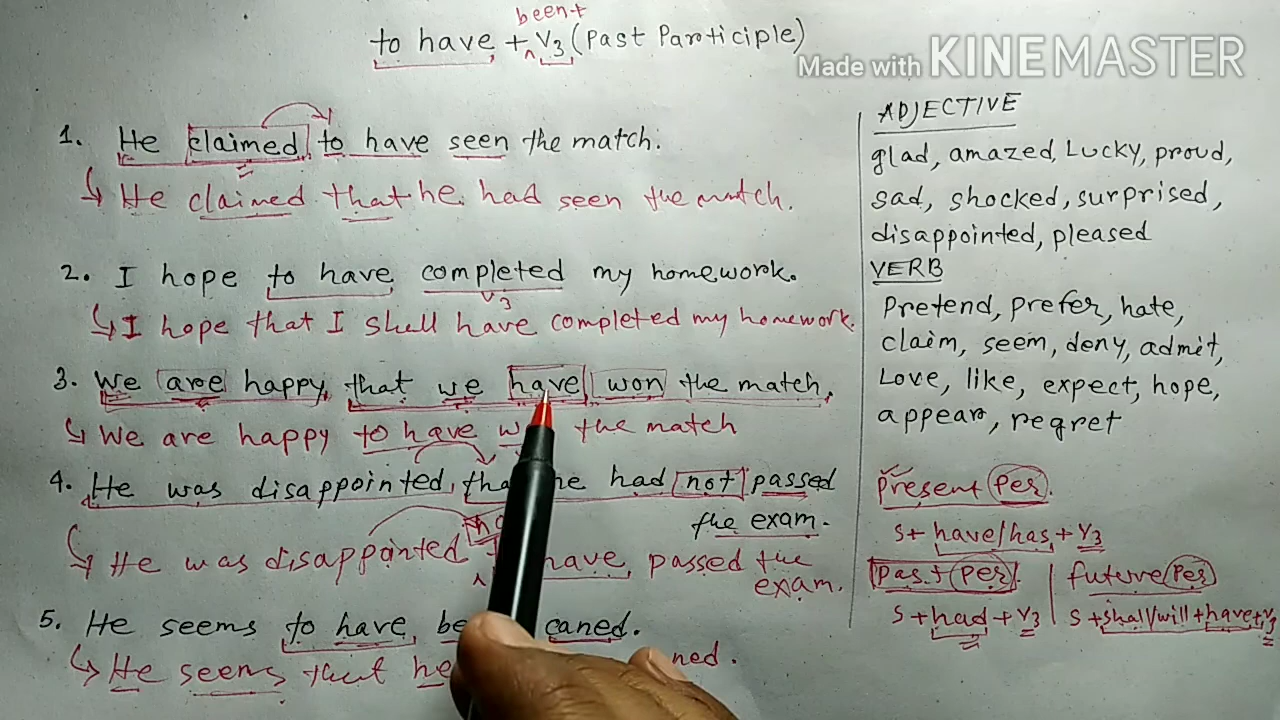 been+
to have + ^ V3 (Past Participle)
Made with KINEMASTER
1. He claimed to have seen the match.
↳ He claimed that he had seen the match.
2. I hope to have completed my homework.
V3
↳ I hope that I shall have completed my homework.
3. We are happy, that we have won the match.
↳ We are happy to have the match
4. He was disappointed, he had not passed
the exam.
↳ He was disappointed ^ have passed the
exam.
5. He seems to have caned.
↳ He seems that he
ADJECTIVE
glad, amazed, Lucky, proud,
sad, shocked, surprised,
disappointed, pleased
VERB
Pretend, prefer, hate,
claim, seem, deny, admit,
Love, like, expect, hope,
appear, regret
Present Per.
S + have/has + V3
Past Per.
S + had + V3
future Per
S + shall/will + have + V3